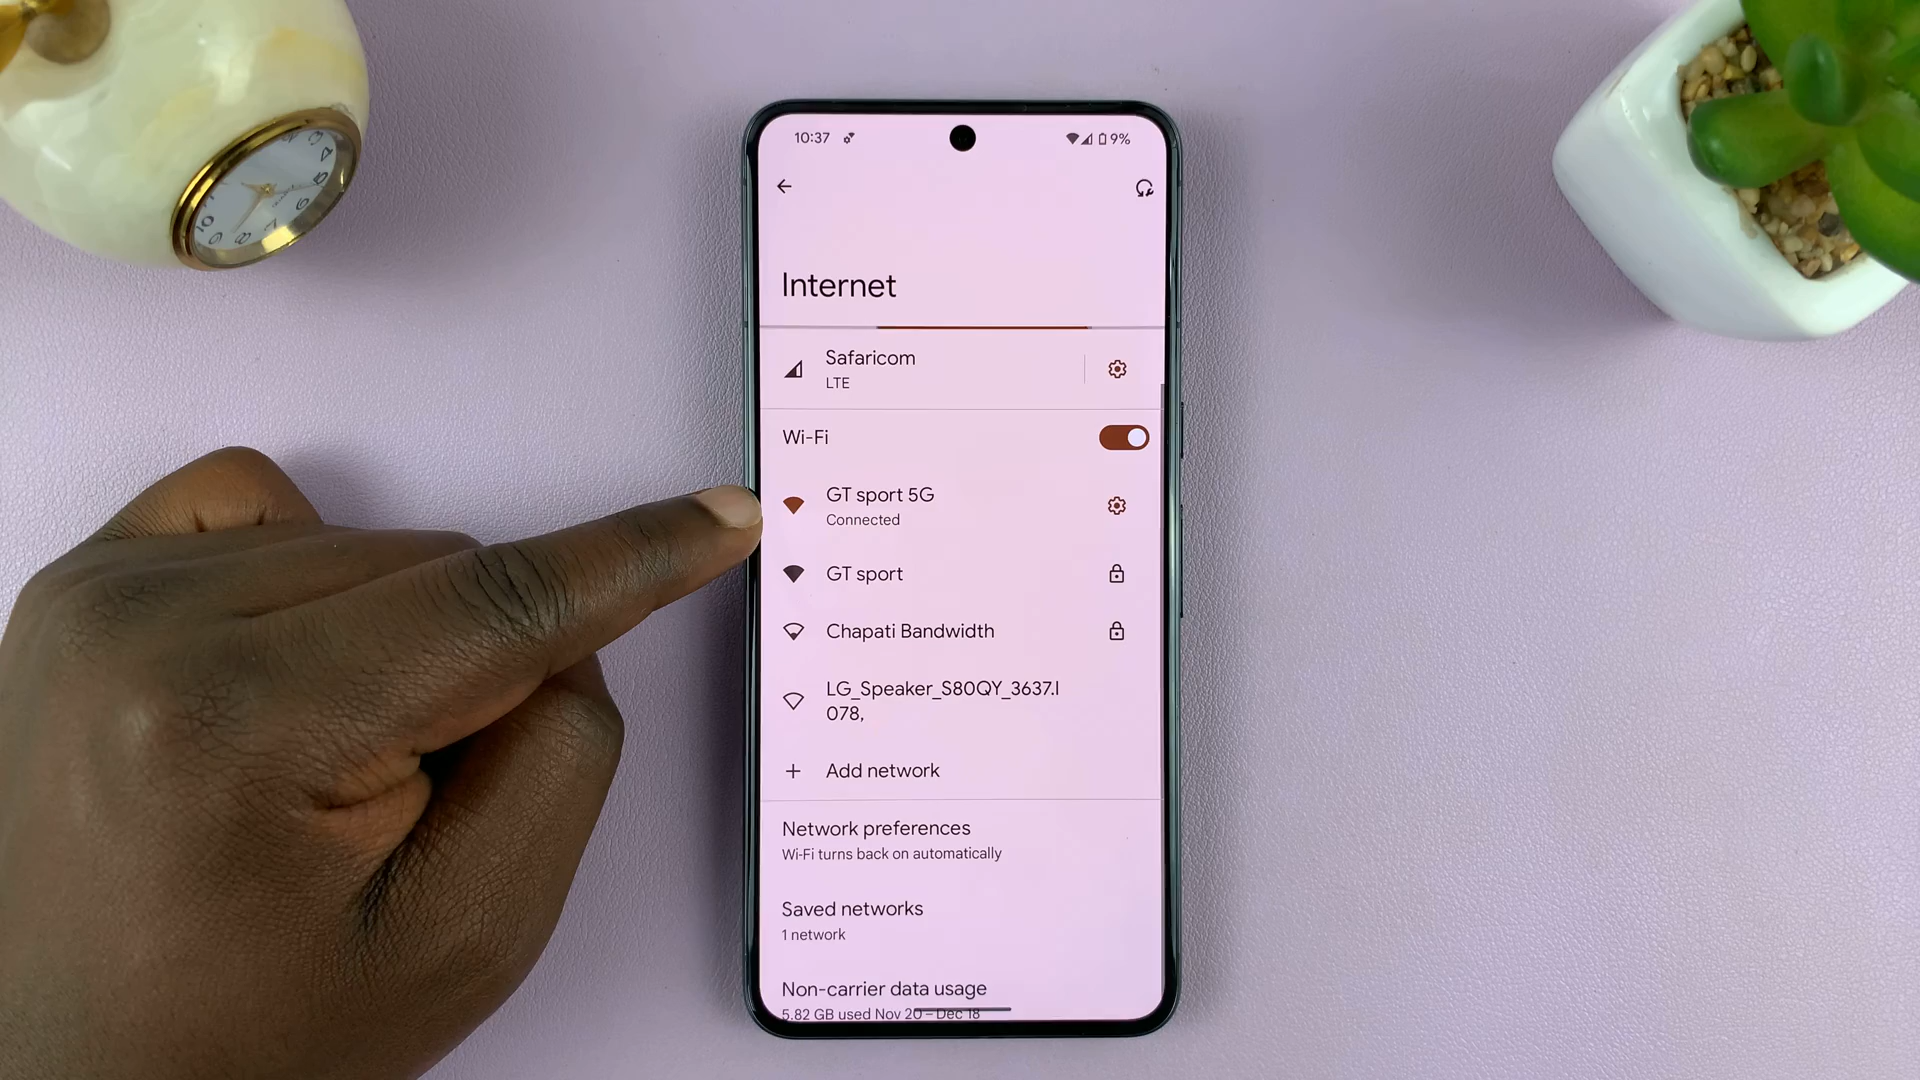 10:37
9%
Internet
Safaricom
LTE
Wi-Fi
GT sport 5G
Connected
GT sport
Chapati Bandwidth
LG_Speaker_S80QY_3637.l
078,
Add network
Network preferences
Wi-Fi turns back on automatically
Saved networks
1 network
Non-carrier data usage
5.82 GB used Nov 20 – Dec 18